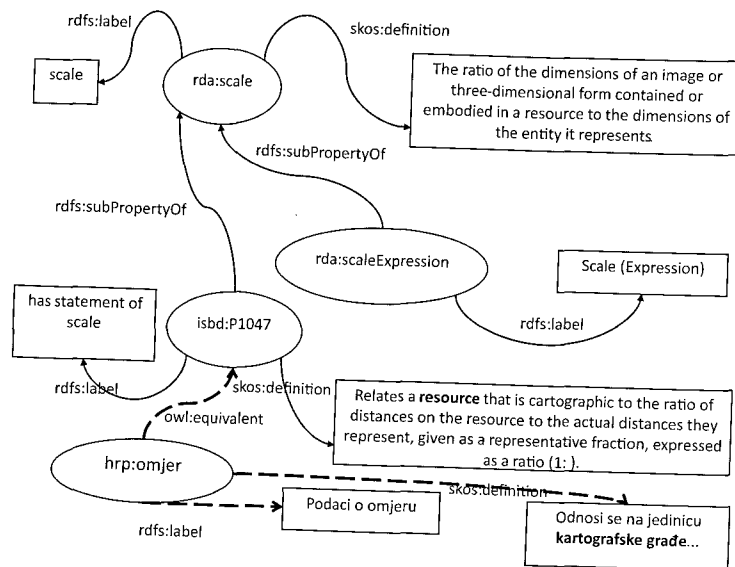 rdfs:label
skos:definition
scale
rda:scale
The ratio of the dimensions of an image or
three-dimensional form contained or
embodied in a resource to the dimensions of
the entity it represents
rdfs:subPropertyOf
rdfs:subPropertyOf
rda:scaleExpression
Scale (Expression)
has statement of
scale
isbd:P1047
rdfs:label
rdfs:label
skos:definition
owl:equivalent
Relates a resource that is cartographic to the ratio of
distances on the resource to the actual distances they
represent, given as a representative fraction, expressed
as a ratio (1: ).
hrp:omjer
skos:definition
Podaci o omjeru
rdfs:label
Odnosi se na jedinicu
kartografske građe...